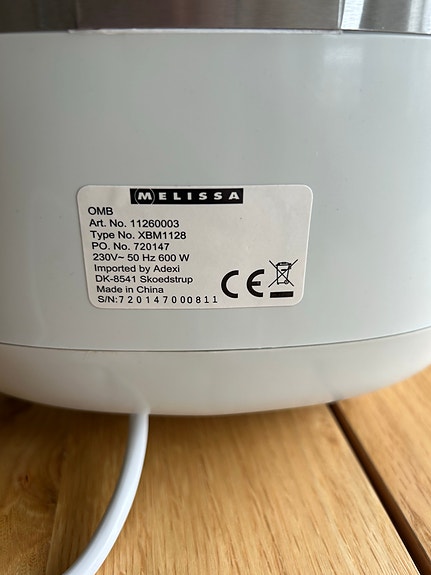 MELISSA
OMB
Art. No. 11260003
Type No. XBM1128
PO. No. 720147
230V~ 50 Hz 600 W
Imported by Adexi
DK-8541 Skoedstrup
Made in China
S/N:720147000811
CE